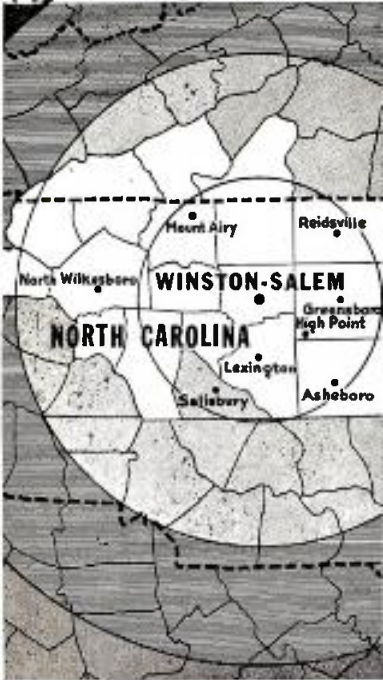 Mount Airy
Reidsville
North Wilkesboro
WINSTON-SALEM
Greensboro
High Point
NORTH CAROLINA
Lexington
Asheboro
Salisbury